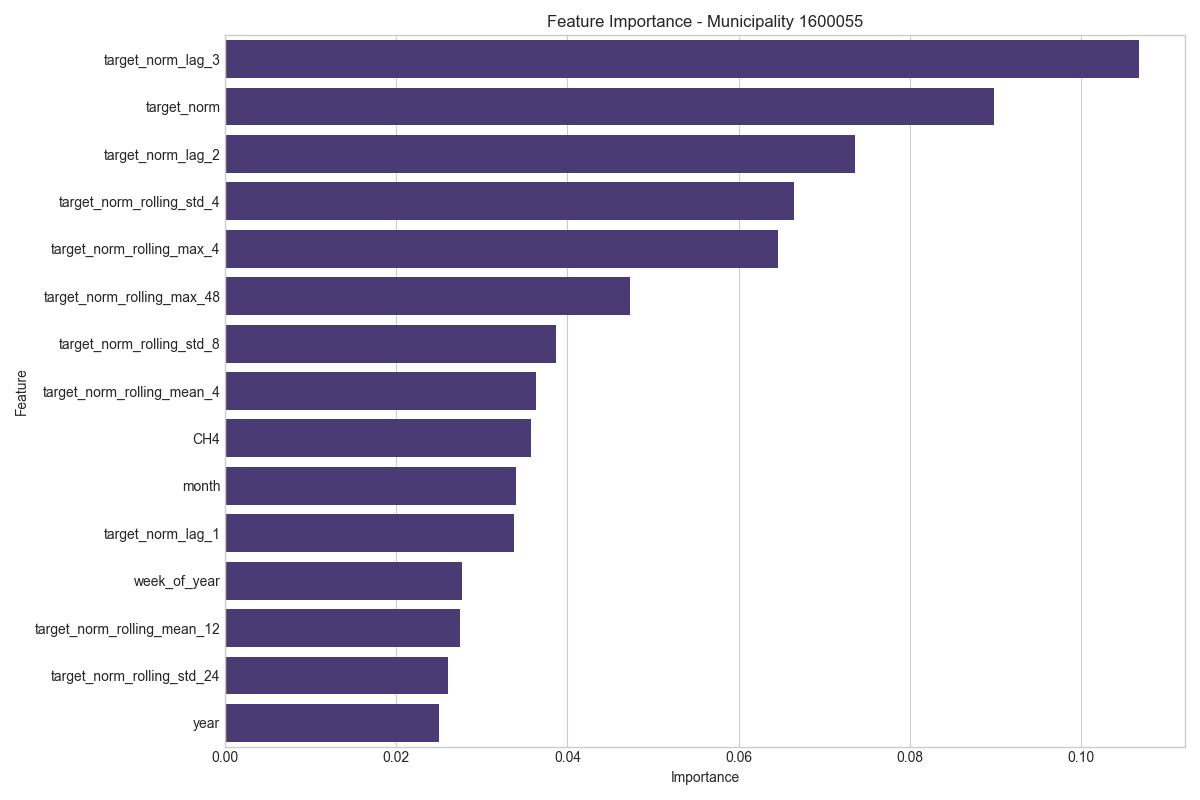 Feature Importance - Municipality 1600055
target_norm_lag_3
target_norm
target_norm_lag_2
target_norm_rolling_std_4
target_norm_rolling_max_4
target_norm_rolling_max_48
target_norm_rolling_std_8
target_norm_rolling_mean_4
CH4
month
target_norm_lag_1
week_of_year
target_norm_rolling_mean_12
target_norm_rolling_std_24
year
Feature
0.00 0.02 0.04 0.06 0.08 0.10
Importance